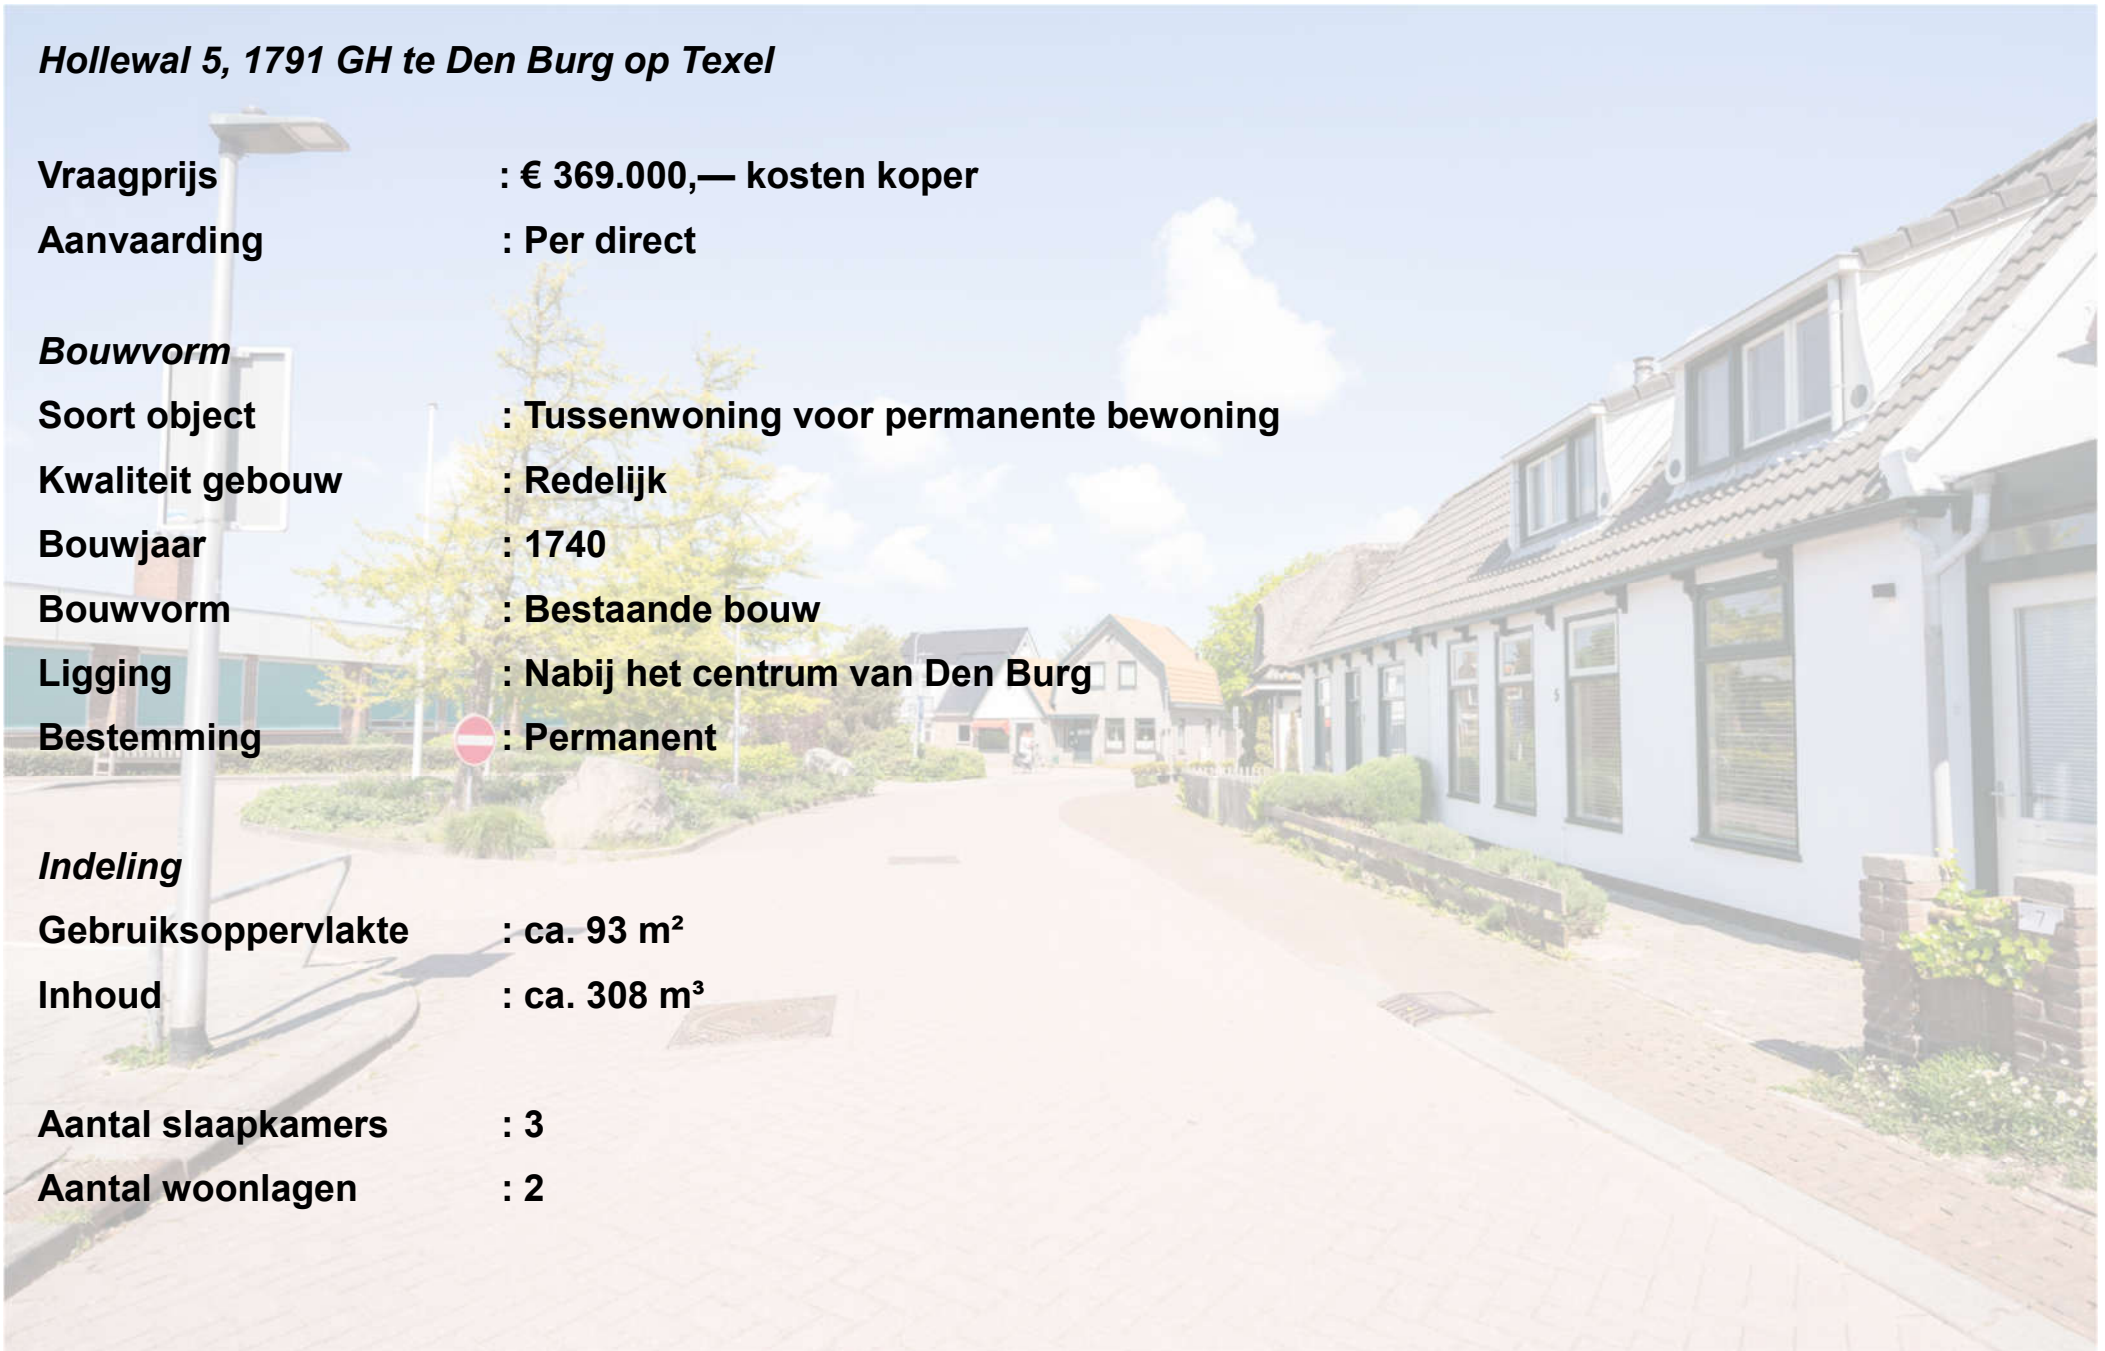 Hollewal 5, 1791 GH te Den Burg op Texel
Vraagprijs : € 369.000,— kosten koper
Aanvaarding : Per direct
Bouwvorm
Soort object : Tussenwoning voor permanente bewoning
Kwaliteit gebouw : Redelijk
Bouwjaar : 1740
Bouwvorm : Bestaande bouw
Ligging : Nabij het centrum van Den Burg
Bestemming : Permanent
5
Indeling
Gebruiksoppervlakte : ca. 93 m²
7
Inhoud : ca. 308 m³
Aantal slaapkamers : 3
Aantal woonlagen : 2